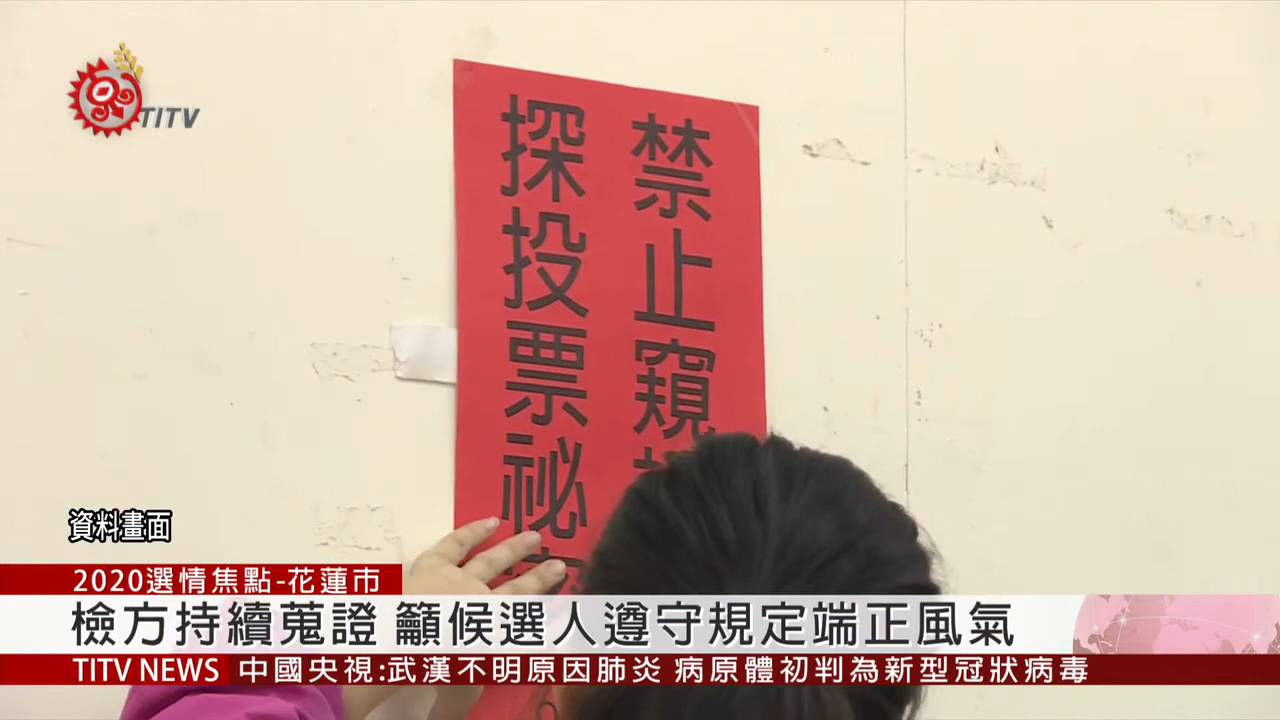 TITV
禁止窺
探投票祕
資料畫面
2020選情焦點-花蓮市
檢方持續蒐證 籲候選人遵守規定端正風氣
TITV NEWS 中國央視:武漢不明原因肺炎 病原體初判為新型冠狀病毒